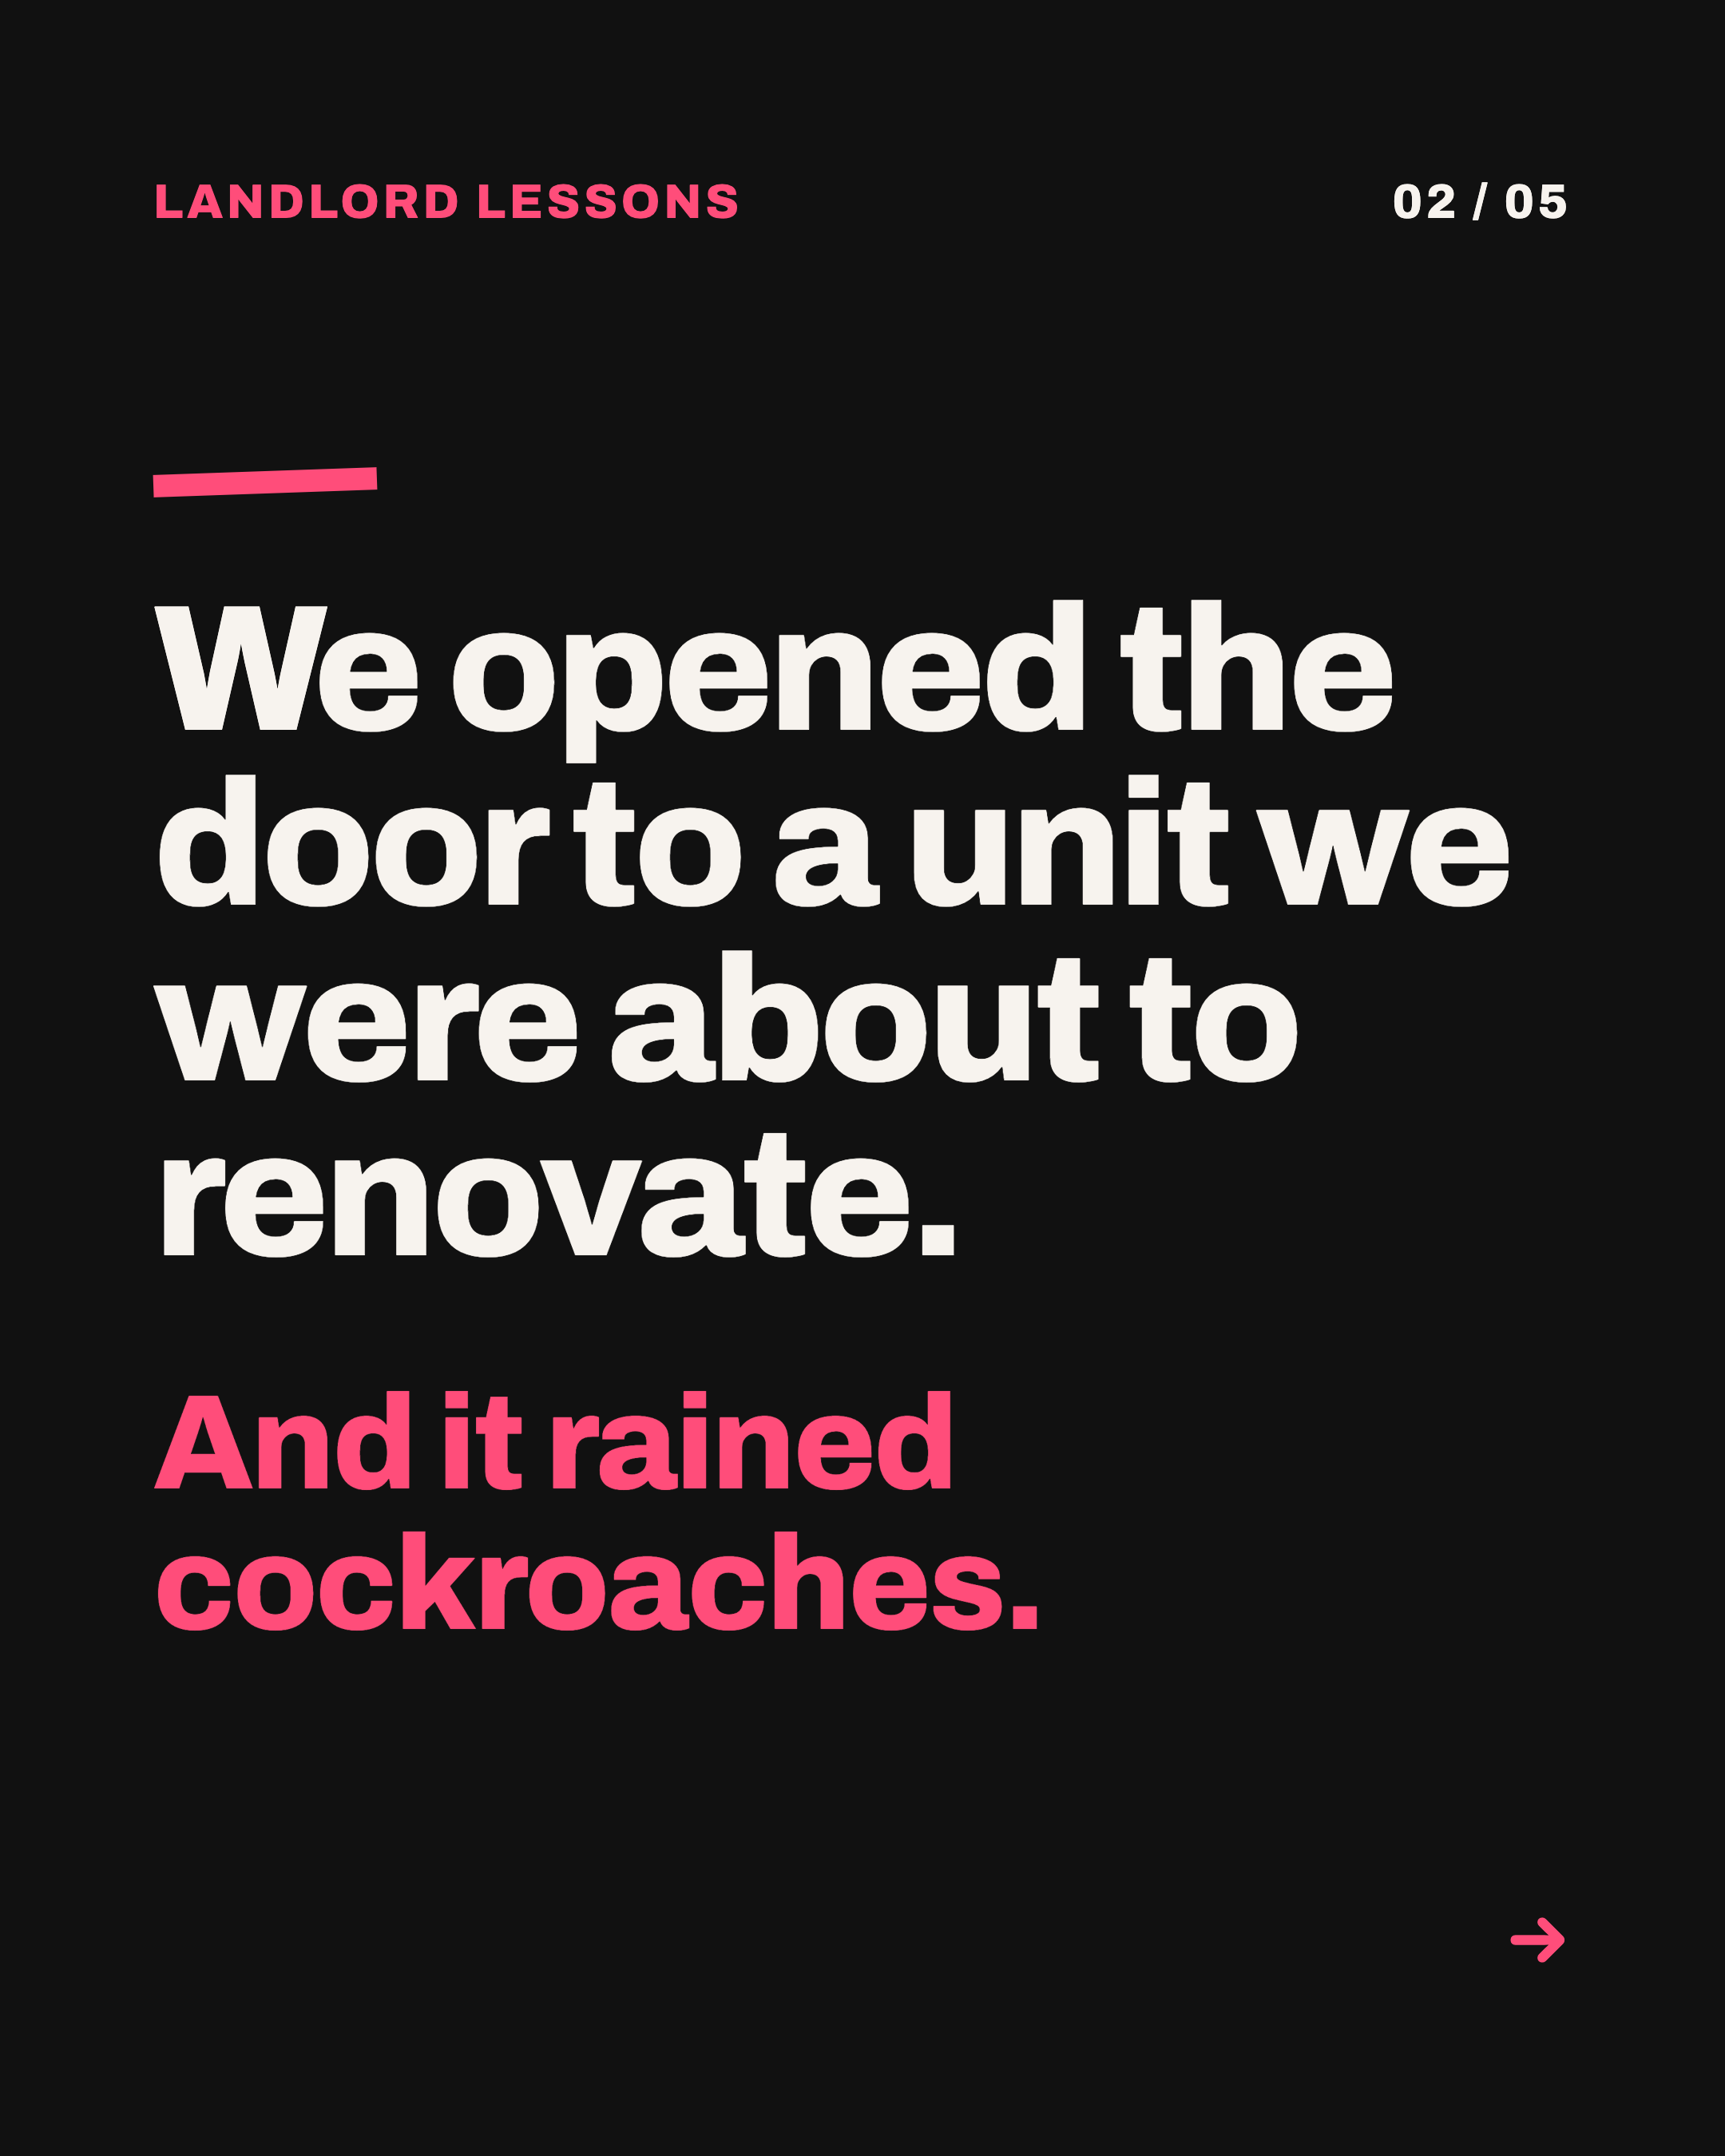 LANDLORD LESSONS
02 / 05
We opened the
door to a unit we
were about to
renovate.
And it rained
cockroaches.
→